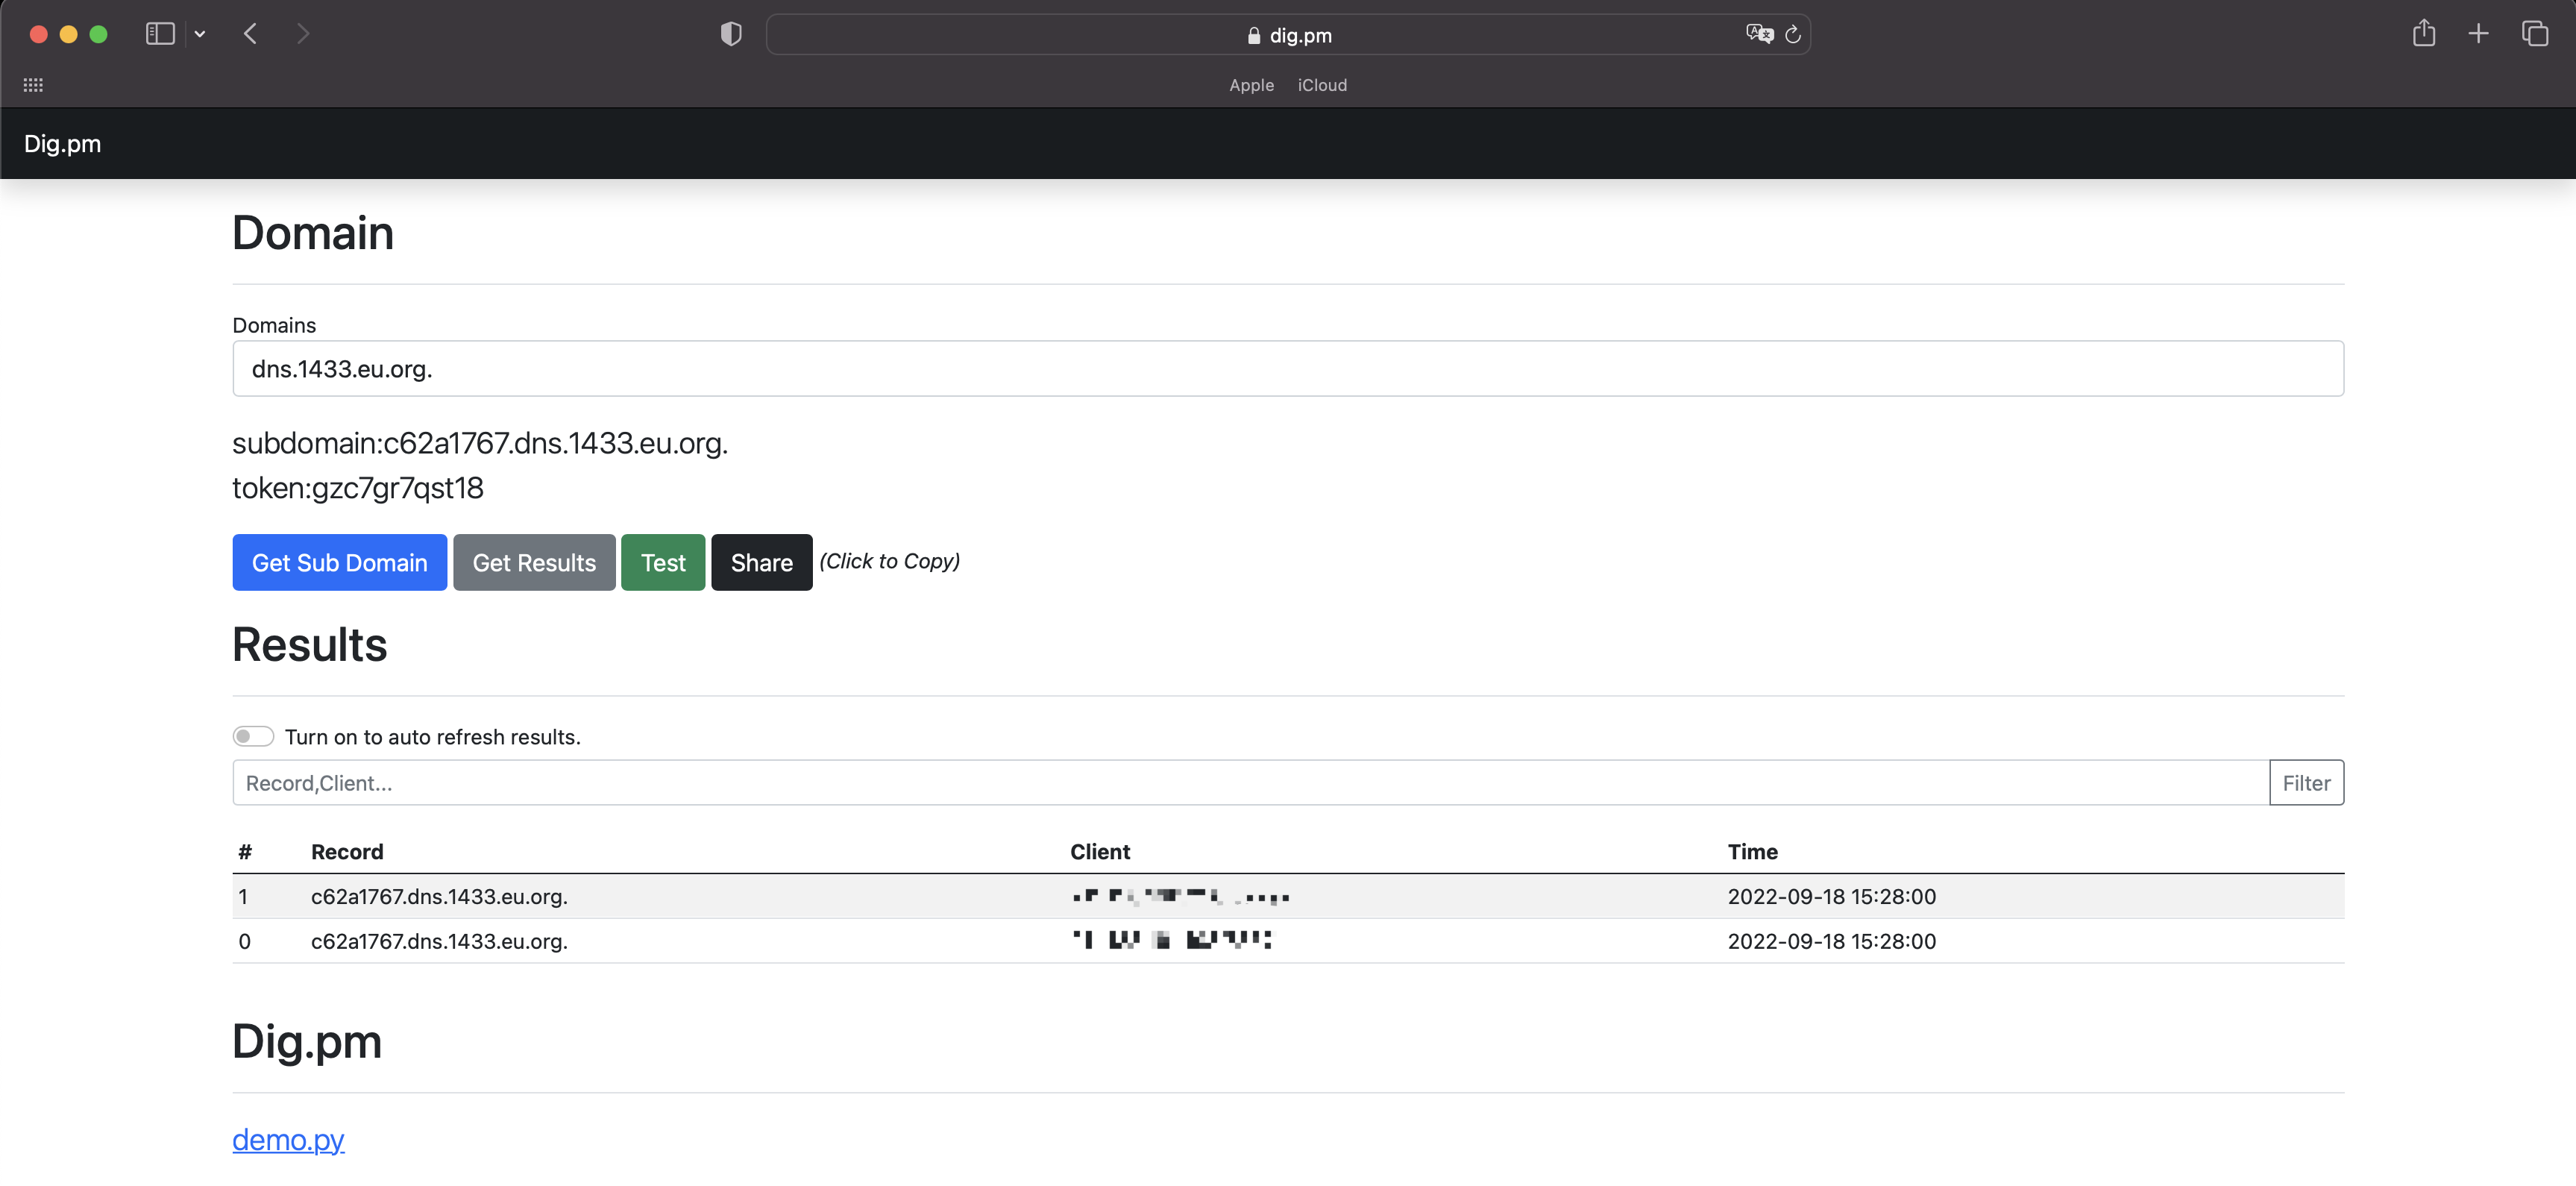 dig.pm
Apple iCloud
Dig.pm
Domain
Domains
dns.1433.eu.org.
subdomain:c62a1767.dns.1433.eu.org.
token:gzc7gr7qst18
Get Sub Domain Get Results Test Share (Click to Copy)
Results
Turn on to auto refresh results.
Record,Client... Filter
# Record Client Time
1 c62a1767.dns.1433.eu.org. 2022-09-18 15:28:00
0 c62a1767.dns.1433.eu.org. 2022-09-18 15:28:00
Dig.pm
demo.py